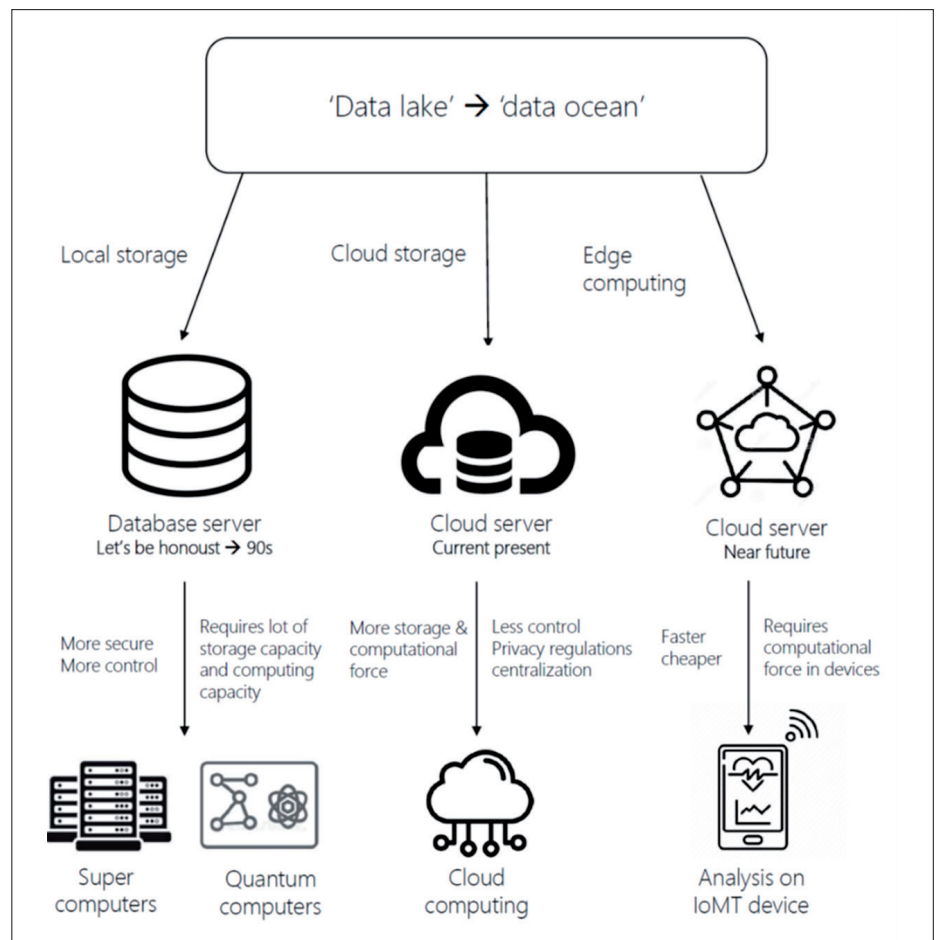 'Data lake' → 'data ocean'
Local storage
Cloud storage
Edge
computing
Database server
Let's be honoust → 90s
Cloud server
Current present
Cloud server
Near future
More secure
More control
Requires lot of
storage capacity
and computing
capacity
More storage &
computational
force
Less control
Privacy regulations
centralization
Faster
cheaper
Requires
computational
force in devices
Super
computers
Quantum
computers
Cloud
computing
Analysis on
IoMT device